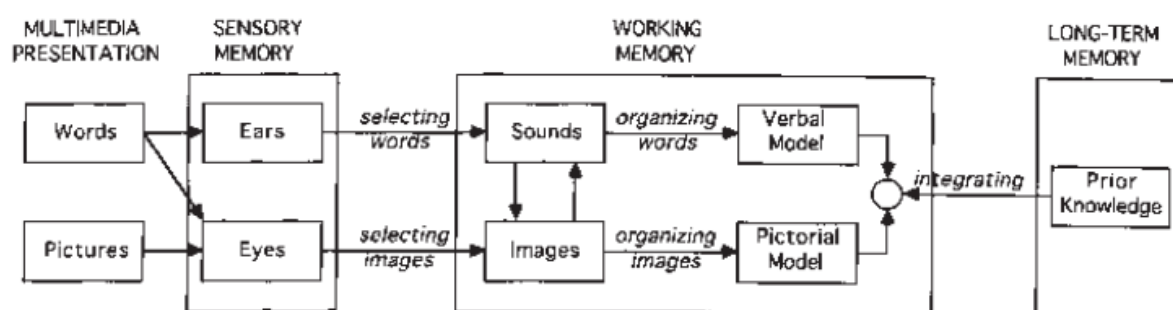 MULTIMEDIA
PRESENTATION
SENSORY
MEMORY
WORKING
MEMORY
LONG-TERM
MEMORY
Words
Ears
selecting
words
Sounds
organizing
words
Verbal
Model
integrating
Prior
Knowledge
Pictures
Eyes
selecting
images
Images
organizing
images
Pictorial
Model